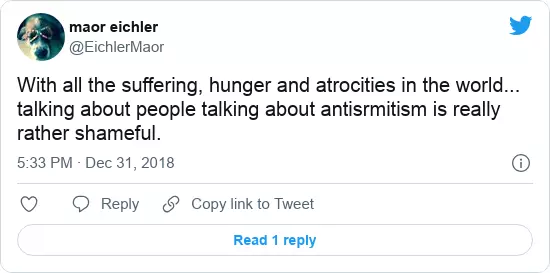 maor eichler
@EichlerMaor
With all the suffering, hunger and atrocities in the world...
talking about people talking about antisrmitism is really
rather shameful.
5:33 PM · Dec 31, 2018
Reply
Copy link to Tweet
Read 1 reply